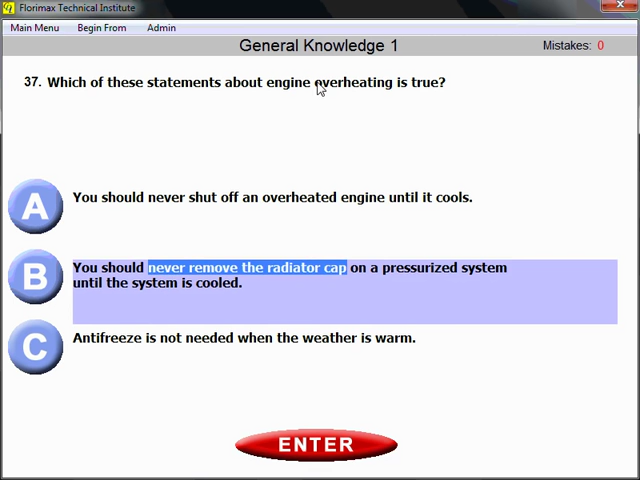 Florimax Technical Institute
Main Menu Begin From Admin
General Knowledge 1 Mistakes: 0
37. Which of these statements about engine overheating is true?
A You should never shut off an overheated engine until it cools.
B You should never remove the radiator cap on a pressurized system
until the system is cooled.
C Antifreeze is not needed when the weather is warm.
ENTER